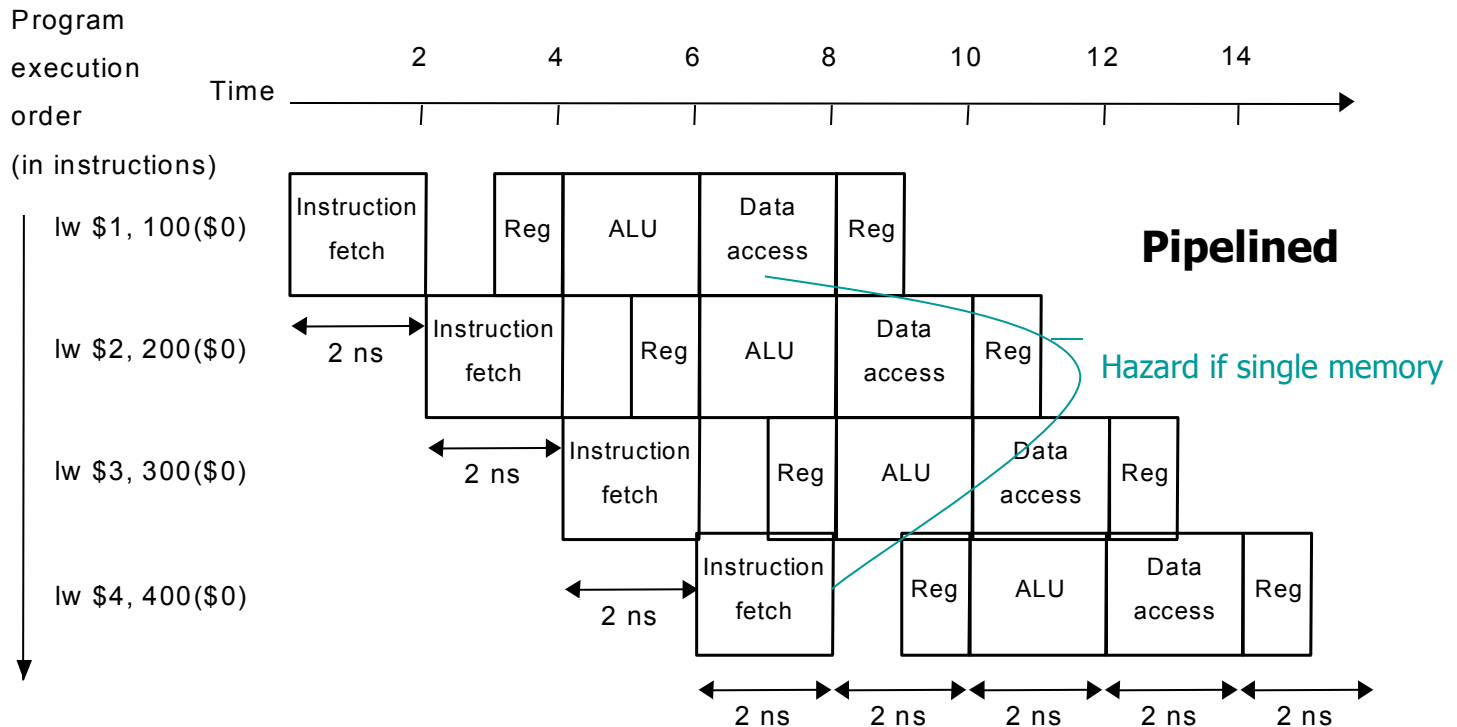 Program
execution
order
(in instructions)
Time
2 4 6 8 10 12 14
lw $1, 100($0)
Instruction
fetch
Reg
ALU
Data
access
Reg
Pipelined
2 ns
lw $2, 200($0)
Instruction
fetch
Reg
ALU
Data
access
Reg
Hazard if single memory
2 ns
lw $3, 300($0)
Instruction
fetch
Reg
ALU
Data
access
Reg
2 ns
lw $4, 400($0)
Instruction
fetch
Reg
ALU
Data
access
Reg
2 ns 2 ns 2 ns 2 ns 2 ns